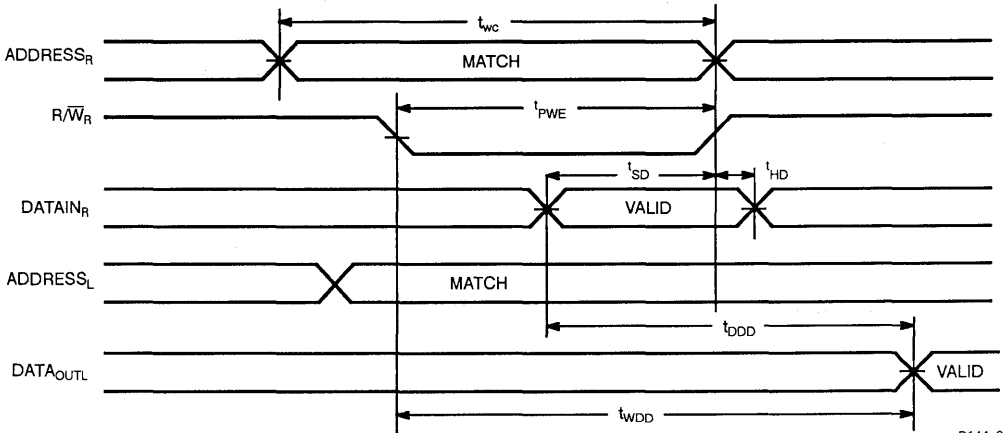 t_WC
ADDRESS_R
MATCH
R/W̅_R
t_PWE
t_SD
t_HD
DATAIN_R
VALID
ADDRESS_L
MATCH
t_DDD
DATA_OUTL
VALID
t_WDD